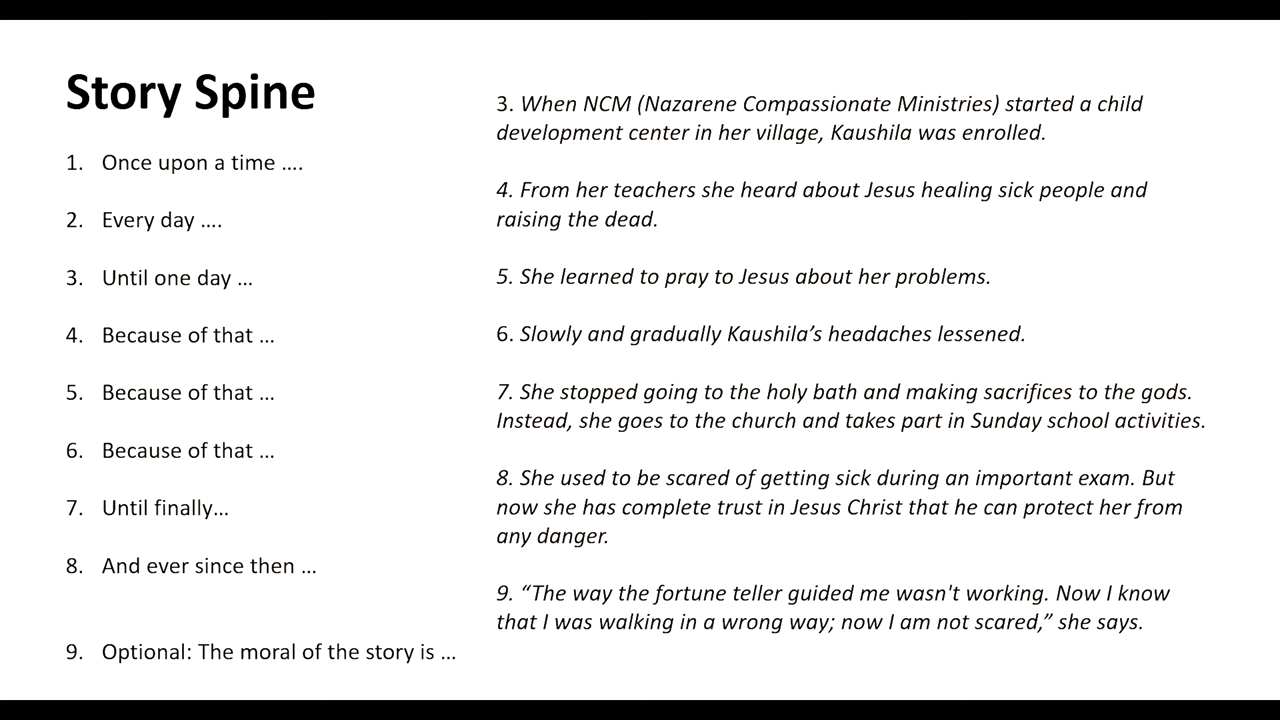 Story Spine
1. Once upon a time ....
2. Every day ....
3. Until one day ...
4. Because of that ...
5. Because of that ...
6. Because of that ...
7. Until finally...
8. And ever since then ...
9. Optional: The moral of the story is ...
3. When NCM (Nazarene Compassionate Ministries) started a child
development center in her village, Kaushila was enrolled.
4. From her teachers she heard about Jesus healing sick people and
raising the dead.
5. She learned to pray to Jesus about her problems.
6. Slowly and gradually Kaushila’s headaches lessened.
7. She stopped going to the holy bath and making sacrifices to the gods.
Instead, she goes to the church and takes part in Sunday school activities.
8. She used to be scared of getting sick during an important exam. But
now she has complete trust in Jesus Christ that he can protect her from
any danger.
9. “The way the fortune teller guided me wasn't working. Now I know
that I was walking in a wrong way; now I am not scared,” she says.